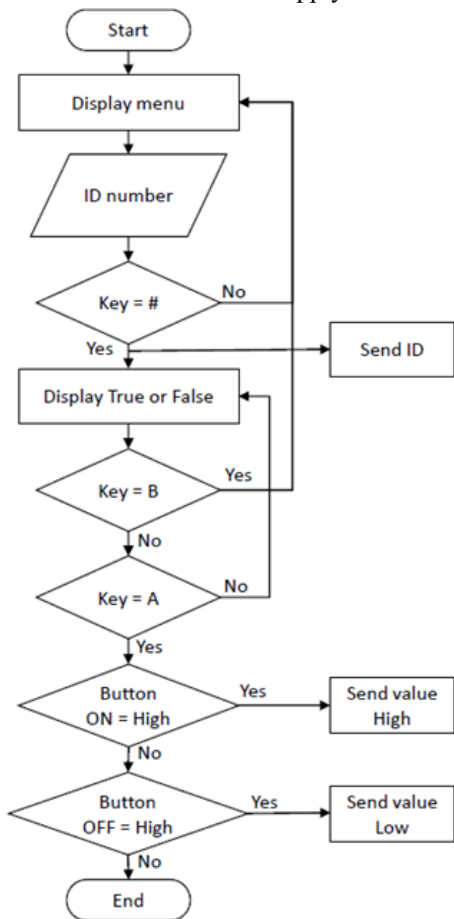 pply
Start
Display menu
ID number
Key = #
No
Yes
Send ID
Display True or False
Key = B
Yes
No
Key = A
No
Yes
Button
ON = High
Yes
Send value
High
No
Button
OFF = High
Yes
Send value
Low
No
End